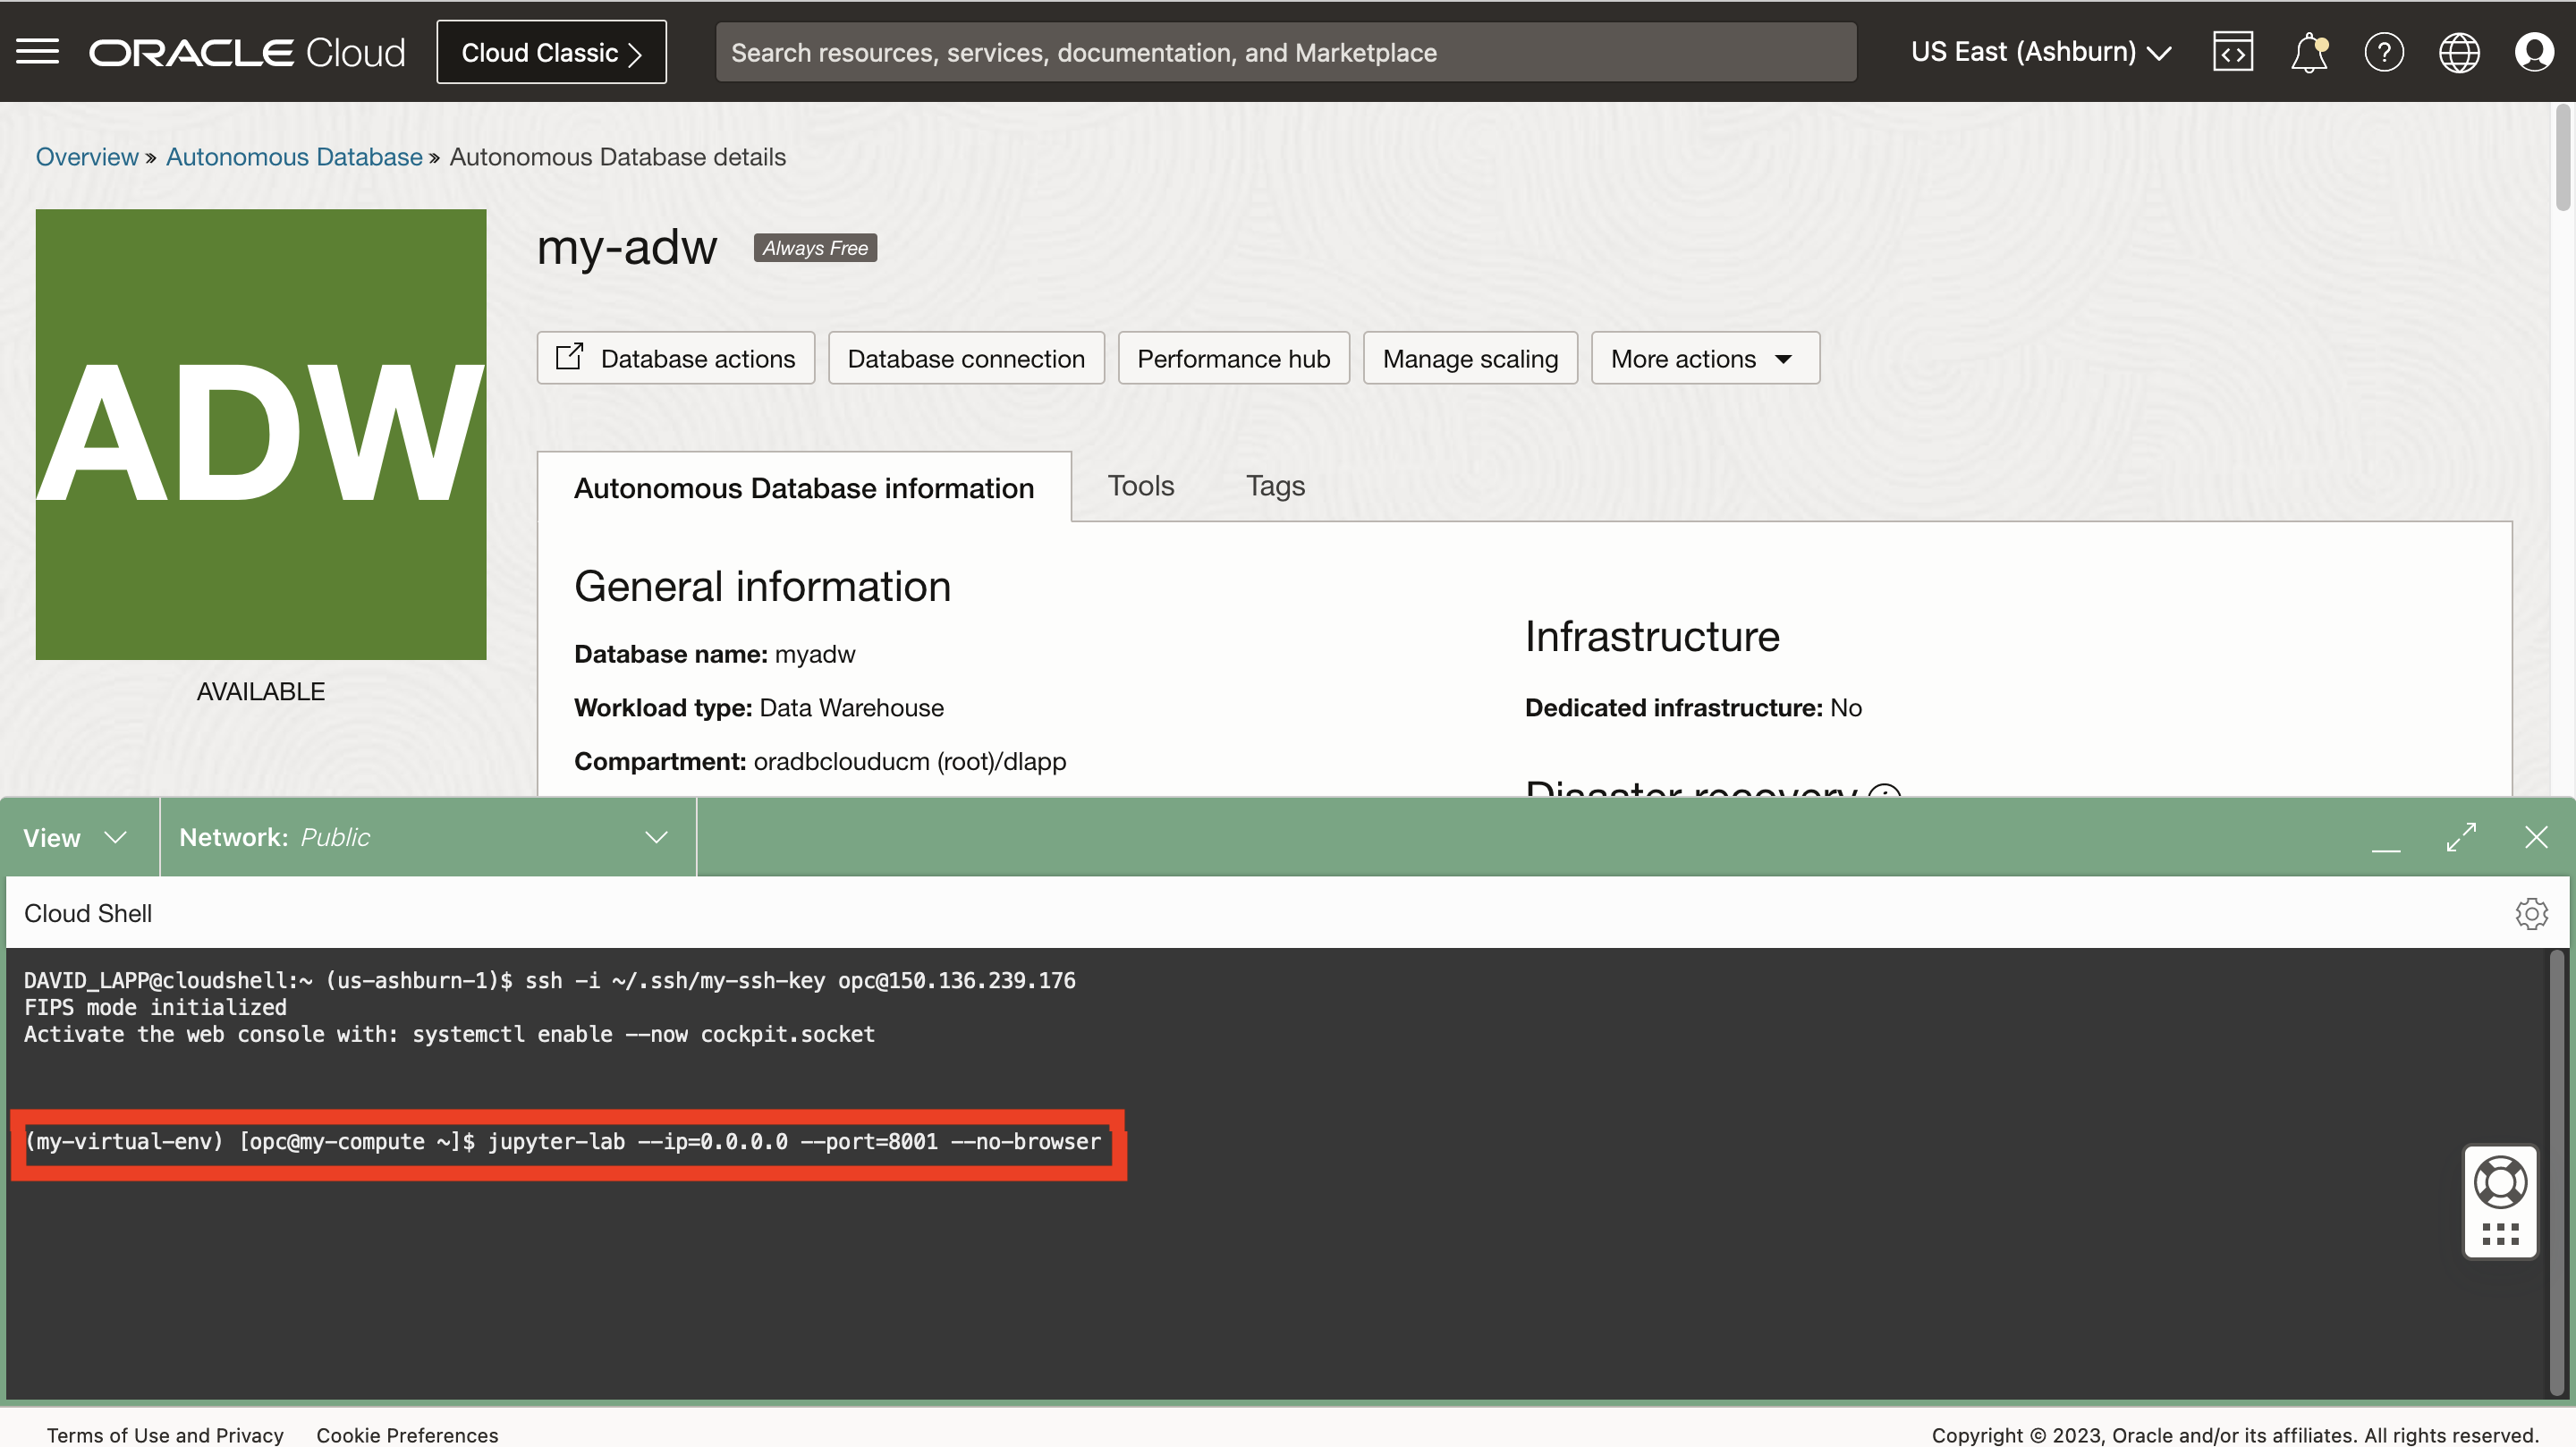 ORACLE Cloud
Cloud Classic
Search resources, services, documentation, and Marketplace
US East (Ashburn)
Overview » Autonomous Database » Autonomous Database details
ADW
AVAILABLE
my-adw
Always Free
Database actions
Database connection
Performance hub
Manage scaling
More actions
Autonomous Database information
Tools
Tags
General information
Database name: myadw
Workload type: Data Warehouse
Compartment: oradbclouducm (root)/dlapp
Infrastructure
Dedicated infrastructure: No
Disaster recovery
View
Network: Public
Cloud Shell
DAVID_LAPP@cloudshell:~ (us-ashburn-1)$ ssh -i ~/.ssh/my-ssh-key opc@150.136.239.176
FIPS mode initialized
Activate the web console with: systemctl enable --now cockpit.socket
(my-virtual-env) [opc@my-compute ~]$ jupyter-lab --ip=0.0.0.0 --port=8001 --no-browser
Terms of Use and Privacy
Cookie Preferences
Copyright © 2023, Oracle and/or its affiliates. All rights reserved.